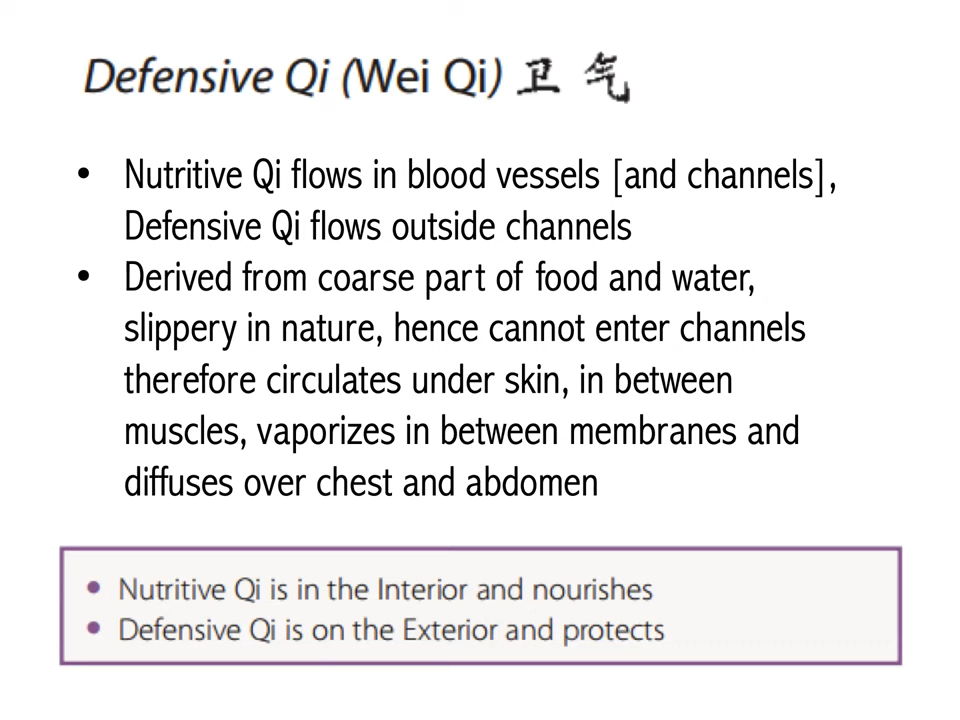 Defensive Qi (Wei Qi) 卫 气
• Nutritive Qi flows in blood vessels [and channels],
Defensive Qi flows outside channels
• Derived from coarse part of food and water,
slippery in nature, hence cannot enter channels
therefore circulates under skin, in between
muscles, vaporizes in between membranes and
diffuses over chest and abdomen
• Nutritive Qi is in the Interior and nourishes
• Defensive Qi is on the Exterior and protects